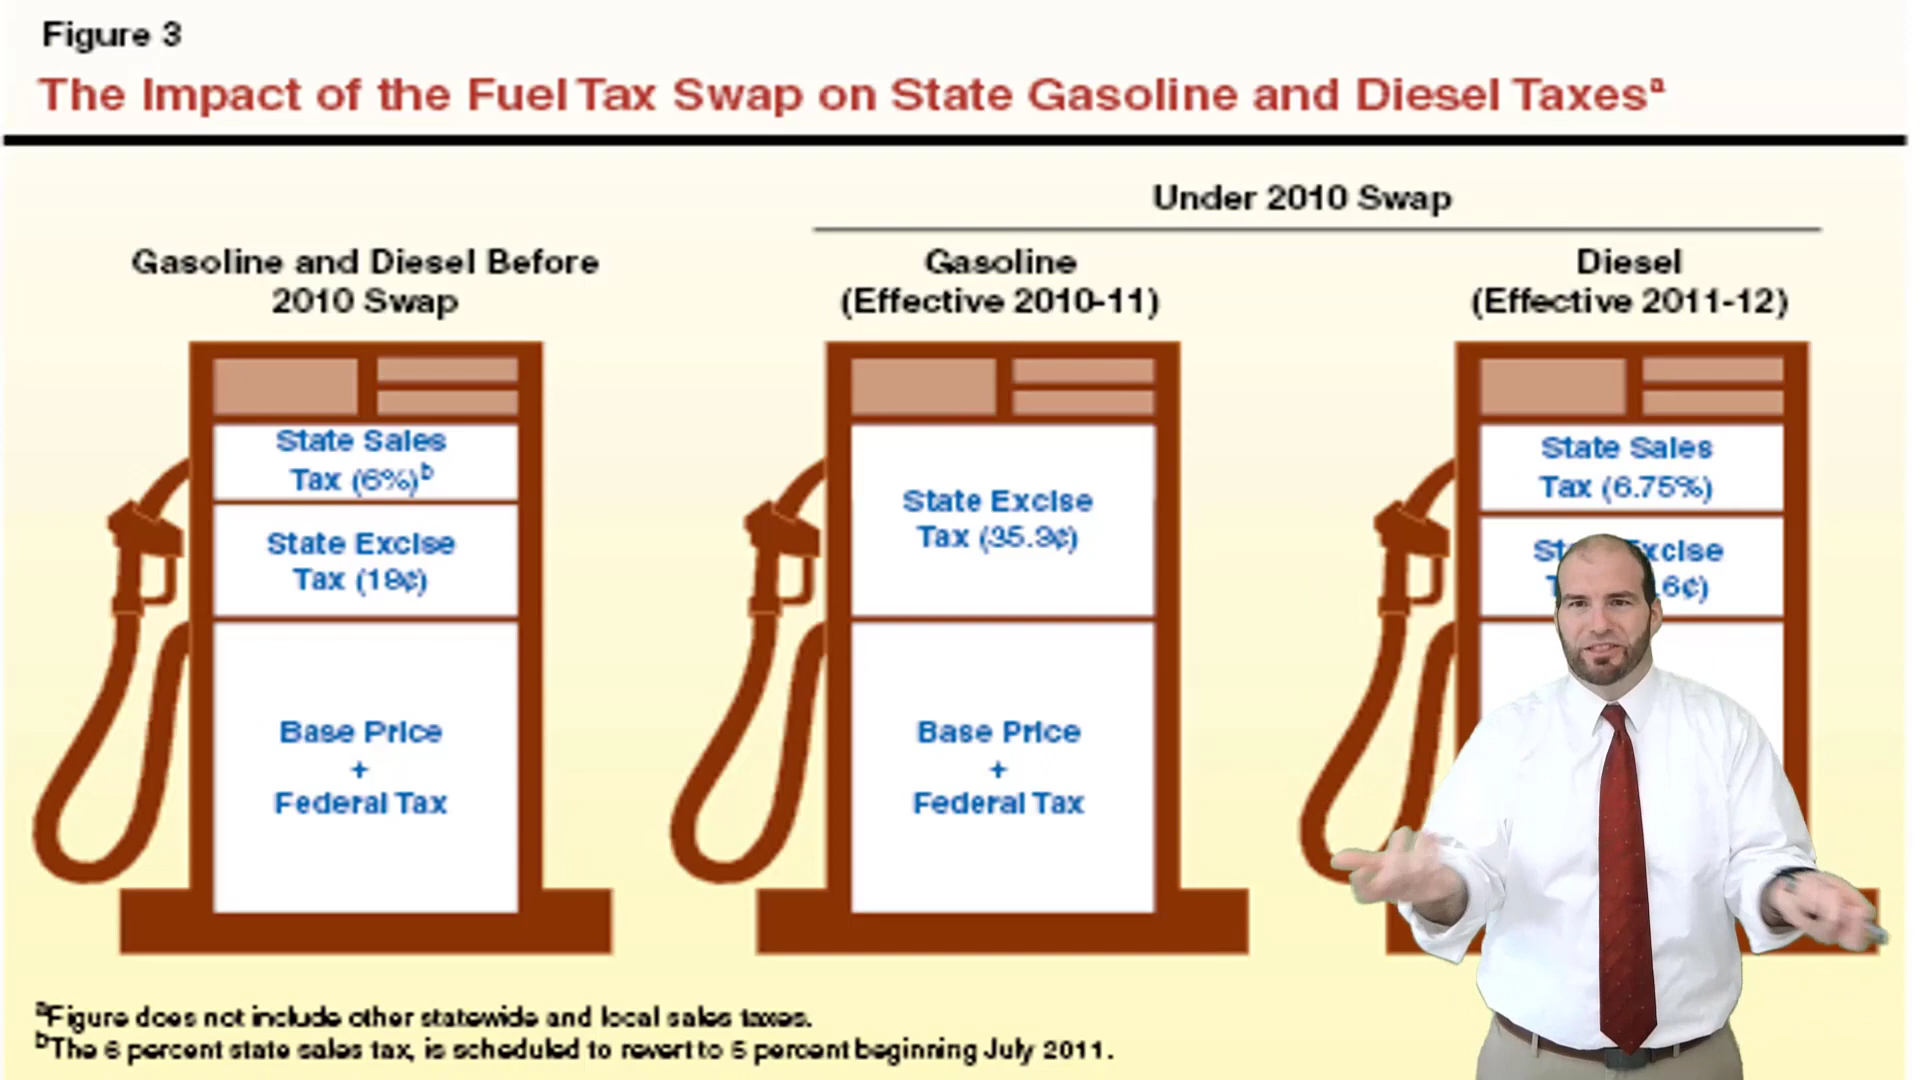 Figure 3
The Impact of the Fuel Tax Swap on State Gasoline and Diesel Taxesª
Under 2010 Swap
Gasoline and Diesel Before
2010 Swap
Gasoline
(Effective 2010-11)
Diesel
(Effective 2011-12)
State Sales
Tax (6%)ᵇ
State Excise
Tax (18¢)
Base Price
+
Federal Tax
State Excise
Tax (35.3¢)
Base Price
+
Federal Tax
State Sales
Tax (6.75%)
ªFigure does not include other statewide and local sales taxes.
ᵇThe 6 percent state sales tax, is scheduled to revert to 5 percent beginning July 2011.